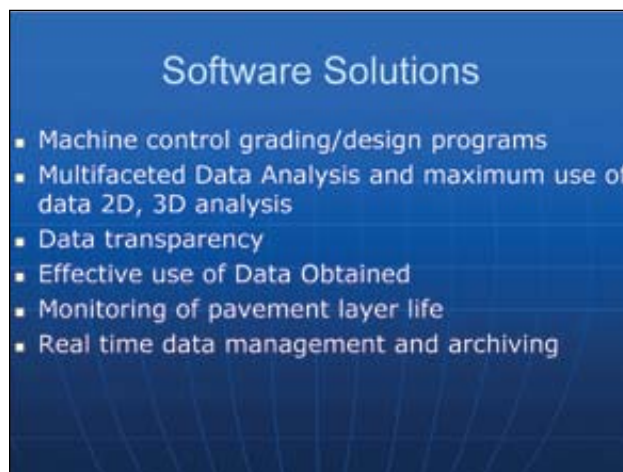 Software Solutions
Machine control grading/design programs
Multifaceted Data Analysis and maximum use of
data 2D, 3D analysis
Data transparency
Effective use of Data Obtained
Monitoring of pavement layer life
Real time data management and archiving